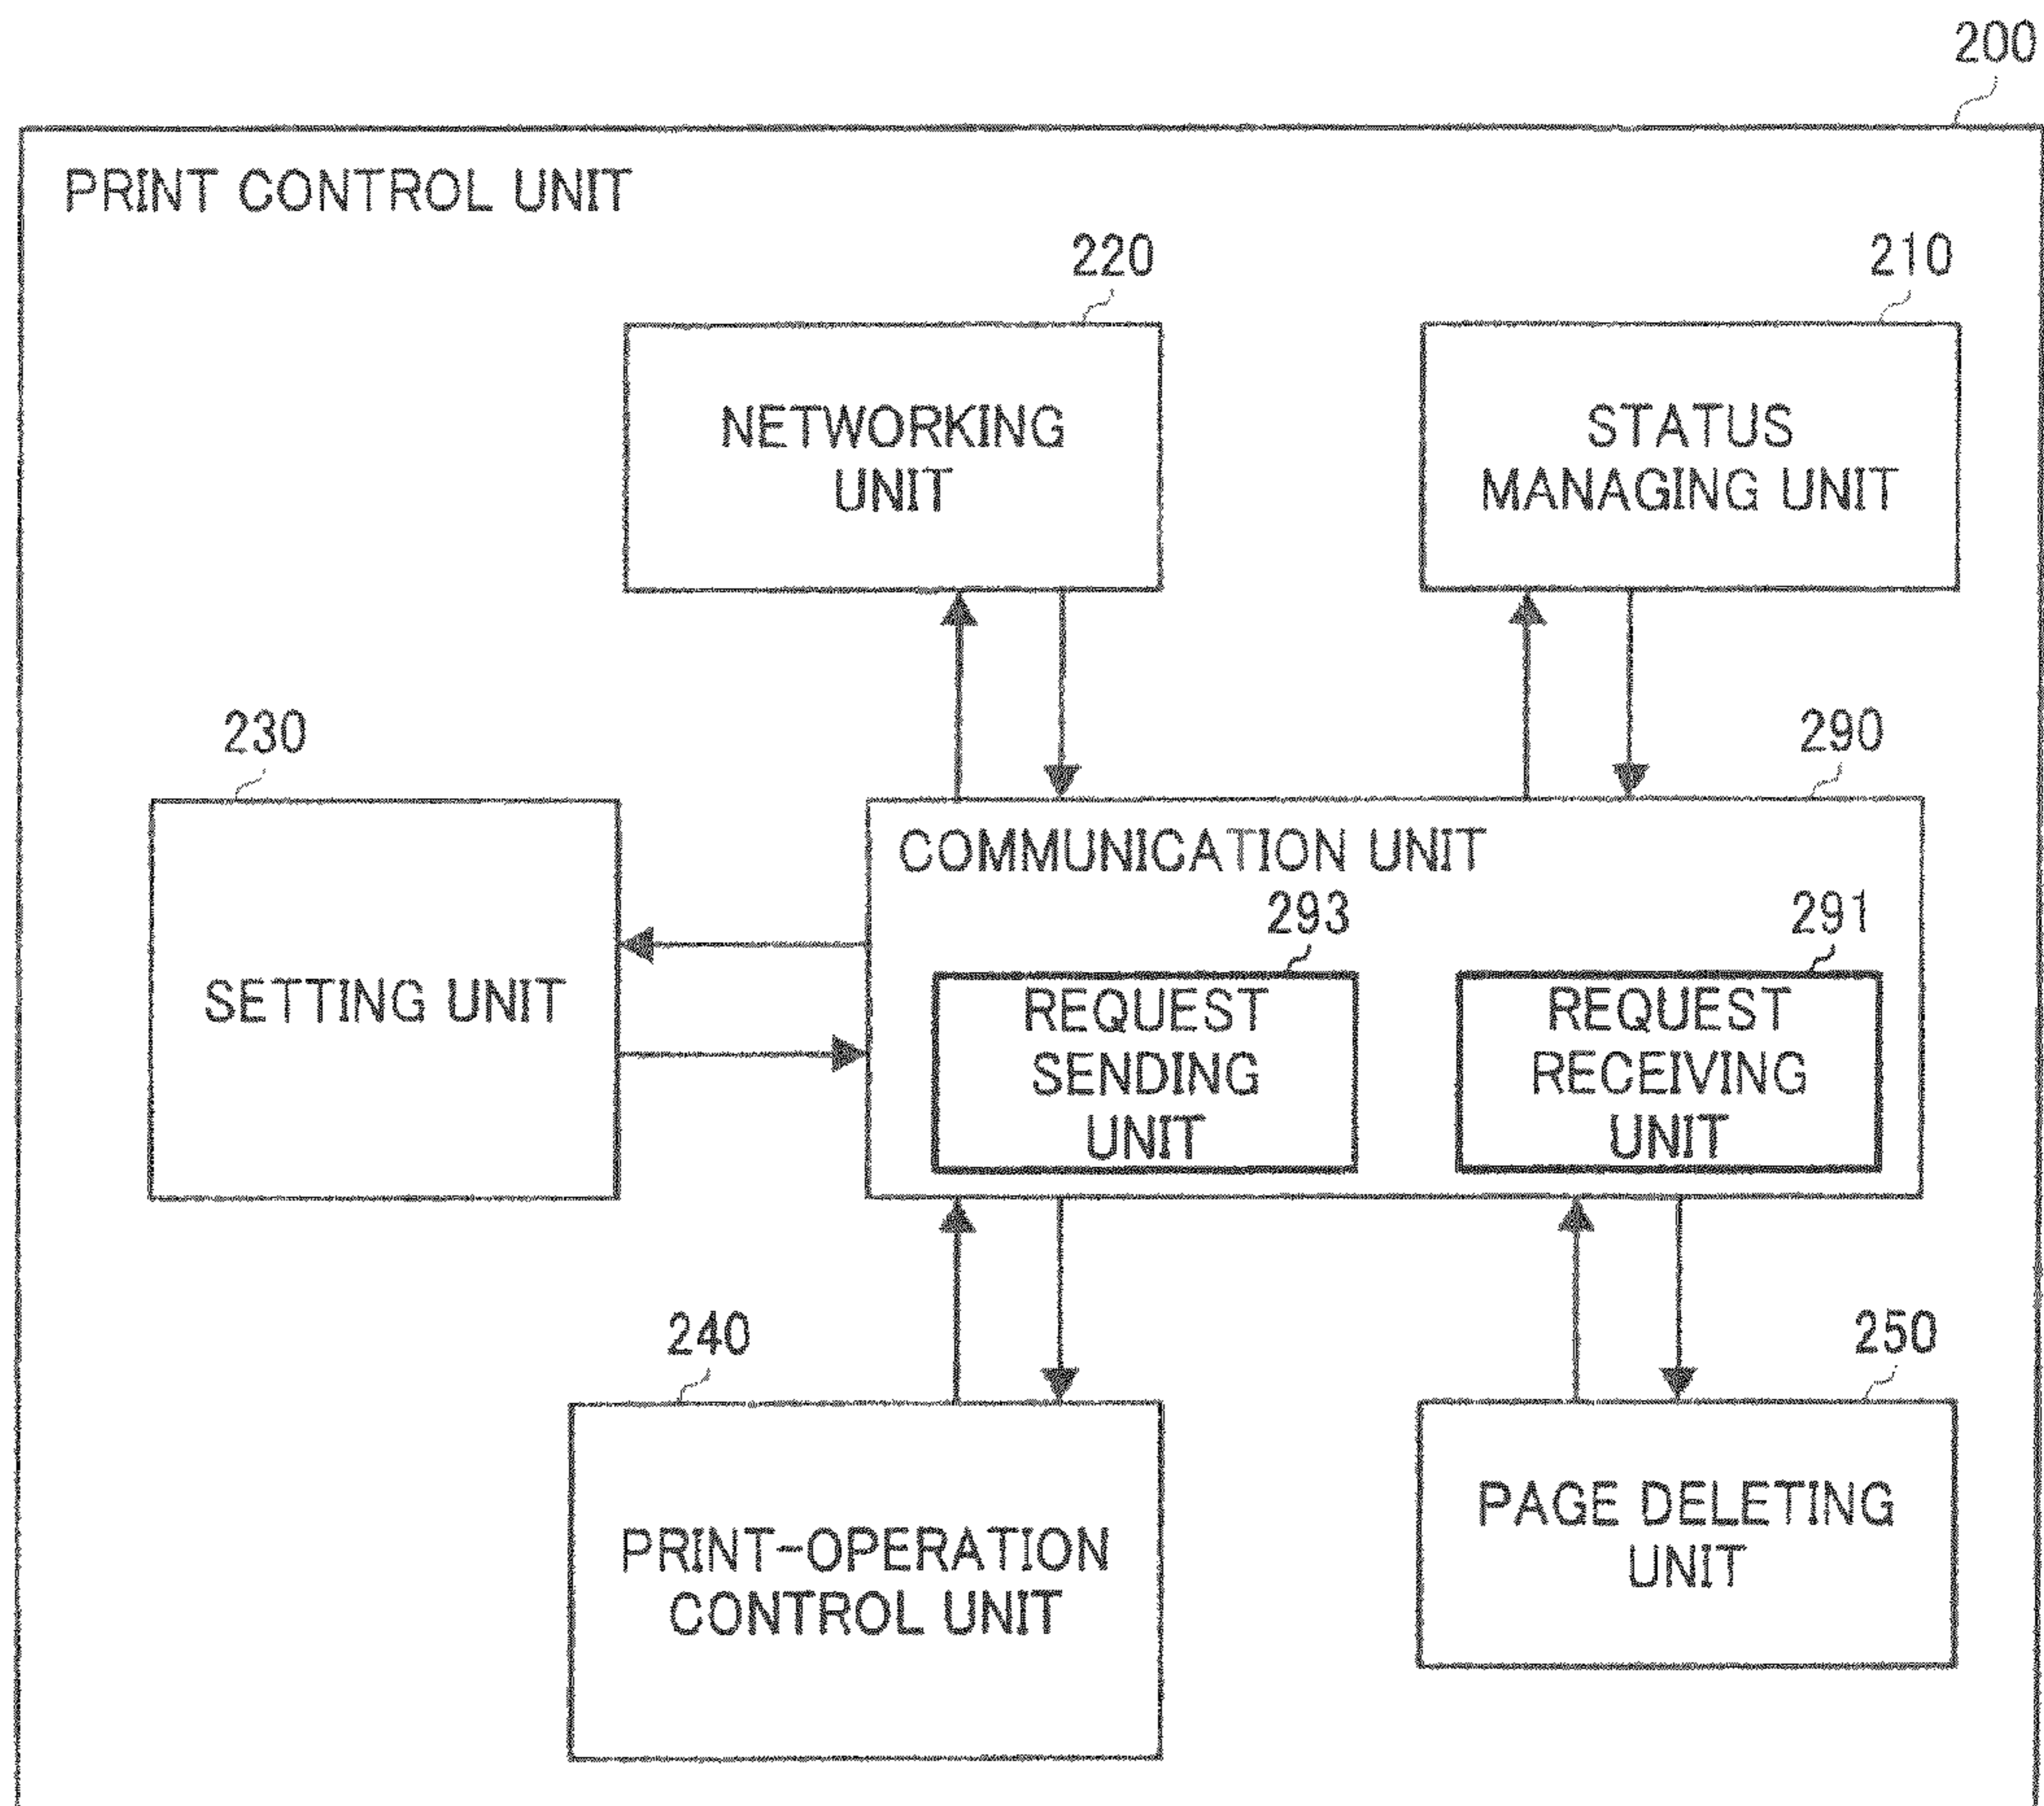 200
PRINT CONTROL UNIT
220
210
NETWORKING
UNIT
STATUS
MANAGING UNIT
230
290
SETTING UNIT
COMMUNICATION UNIT
293
291
REQUEST
SENDING
UNIT
REQUEST
RECEIVING
UNIT
240
250
PRINT-OPERATION
CONTROL UNIT
PAGE DELETING
UNIT